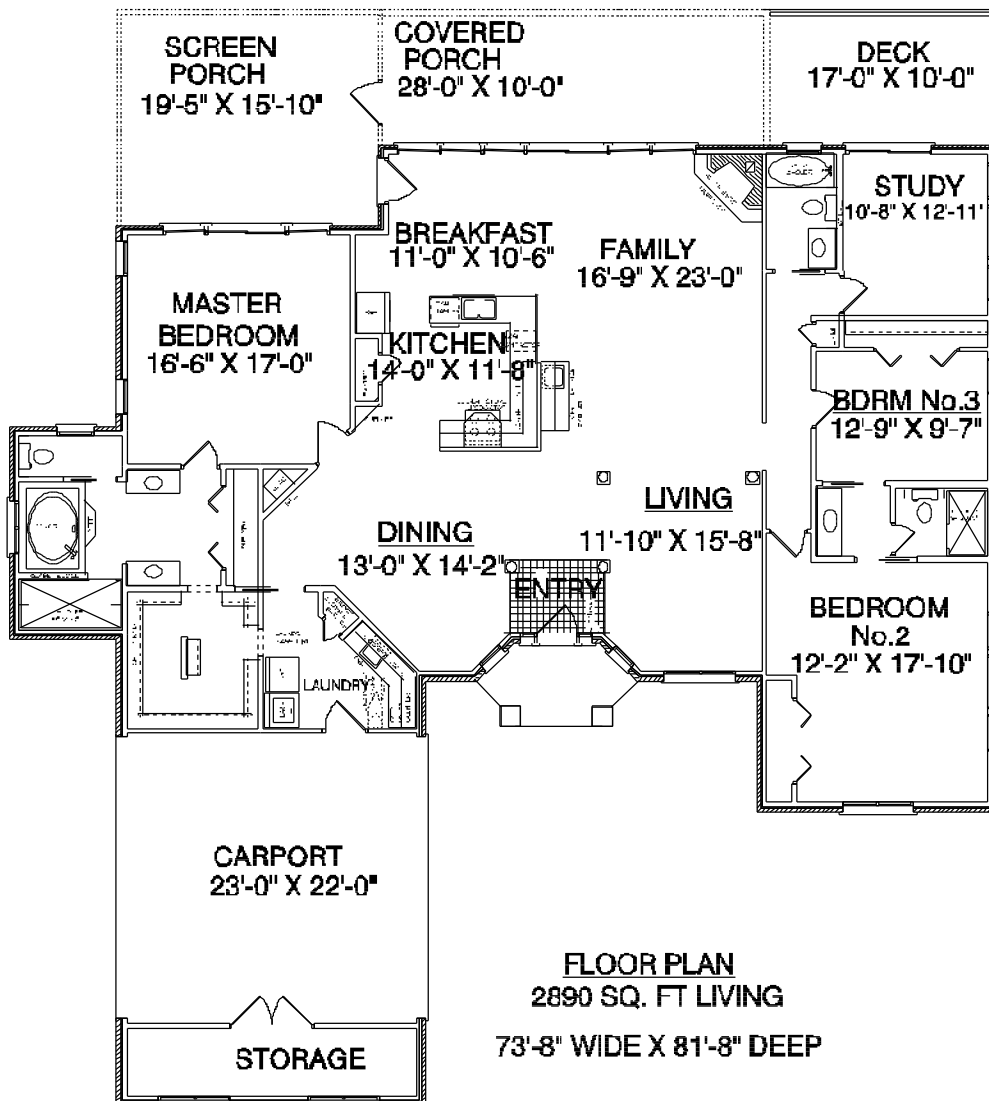 SCREEN
PORCH
19'-5" X 15'-10"
COVERED
PORCH
28'-0" X 10'-0"
DECK
17'-0" X 10'-0"
STUDY
10'-8" X 12'-11"
BREAKFAST
11'-0" X 10'-6"
FAMILY
16'-9" X 23'-0"
MASTER
BEDROOM
16'-6" X 17'-0"
KITCHEN
14'-0" X 11'-8"
BDRM No.3
12'-9" X 9'-7"
LIVING
11'-10" X 15'-8"
DINING
13'-0" X 14'-2"
ENTRY
BEDROOM
No.2
12'-2" X 17'-10"
LAUNDRY
CARPORT
23'-0" X 22'-0"
STORAGE
FLOOR PLAN
2890 SQ. FT LIVING
73'-8" WIDE X 81'-8" DEEP